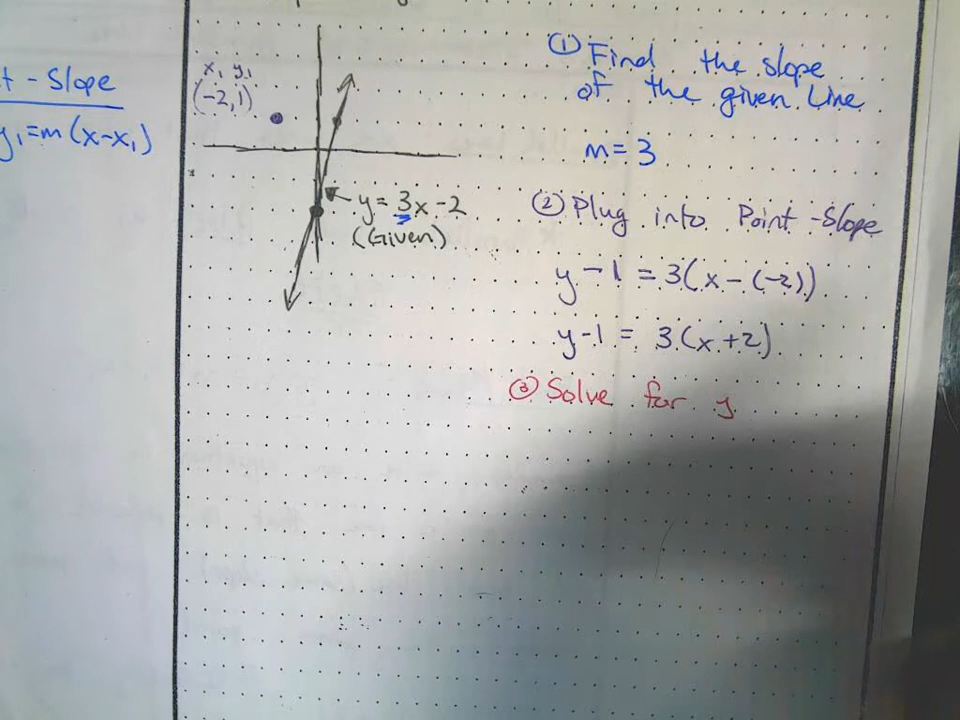 t - Slope
y₁=m(x-x₁)
x₁ y₁
(-2,1)
y= 3x-2
(Given)
① Find the slope
of the given Line
m=3
② Plug into Point-Slope
y-1 = 3(x-(-2))
y-1 = 3(x+2)
③ Solve for y